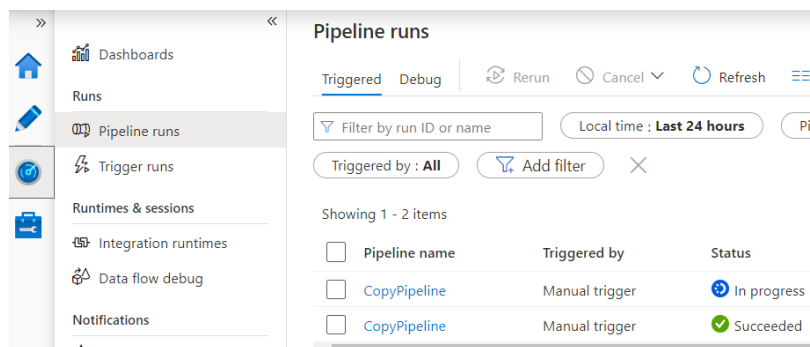 Dashboards
Runs
Pipeline runs
Trigger runs
Runtimes & sessions
Integration runtimes
Data flow debug
Notifications
Pipeline runs
Triggered Debug Rerun Cancel Refresh
Filter by run ID or name Local time : Last 24 hours Pi
Triggered by : All Add filter
Showing 1 - 2 items
Pipeline name Triggered by Status
CopyPipeline Manual trigger In progress
CopyPipeline Manual trigger Succeeded